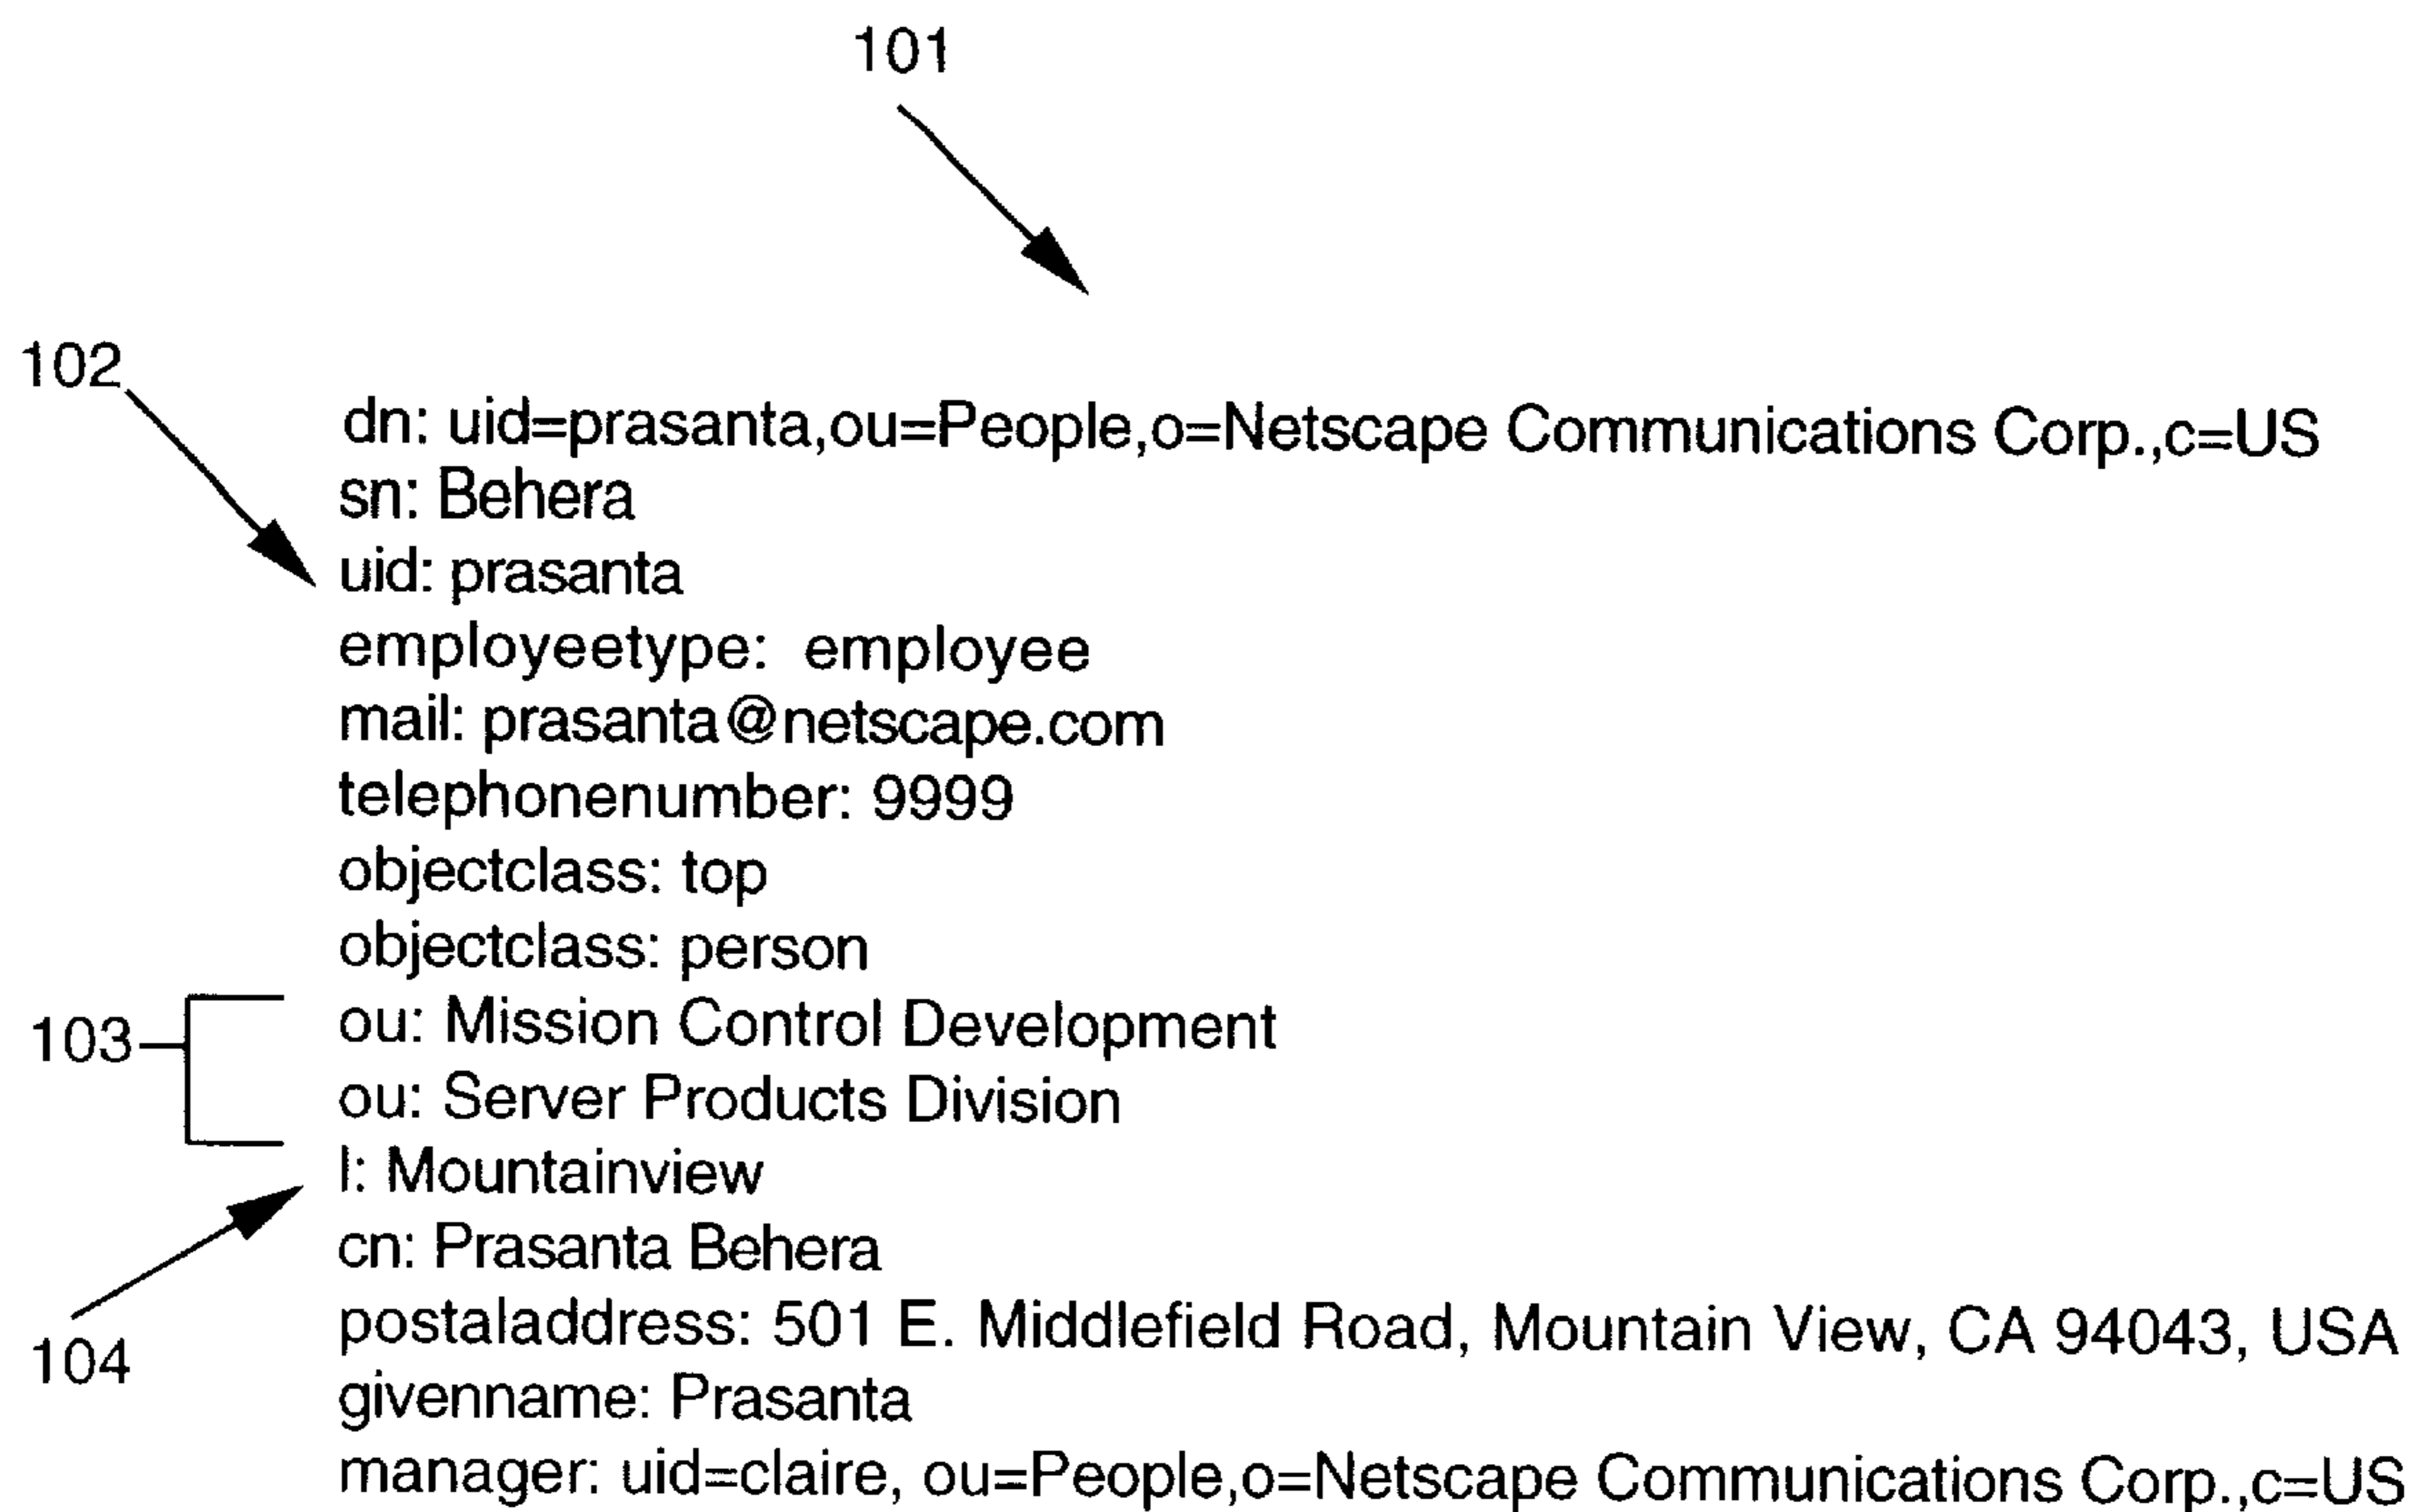 101
102
dn: uid=prasanta,ou=People,o=Netscape Communications Corp.,c=US
sn: Behera
uid: prasanta
employeetype:  employee
mail: prasanta@netscape.com
telephonenumber: 9999
objectclass: top
objectclass: person
103
ou: Mission Control Development
ou: Server Products Division
l: Mountainview
cn: Prasanta Behera
104
postaladdress: 501 E. Middlefield Road, Mountain View, CA 94043, USA
givenname: Prasanta
manager: uid=claire, ou=People,o=Netscape Communications Corp.,c=US